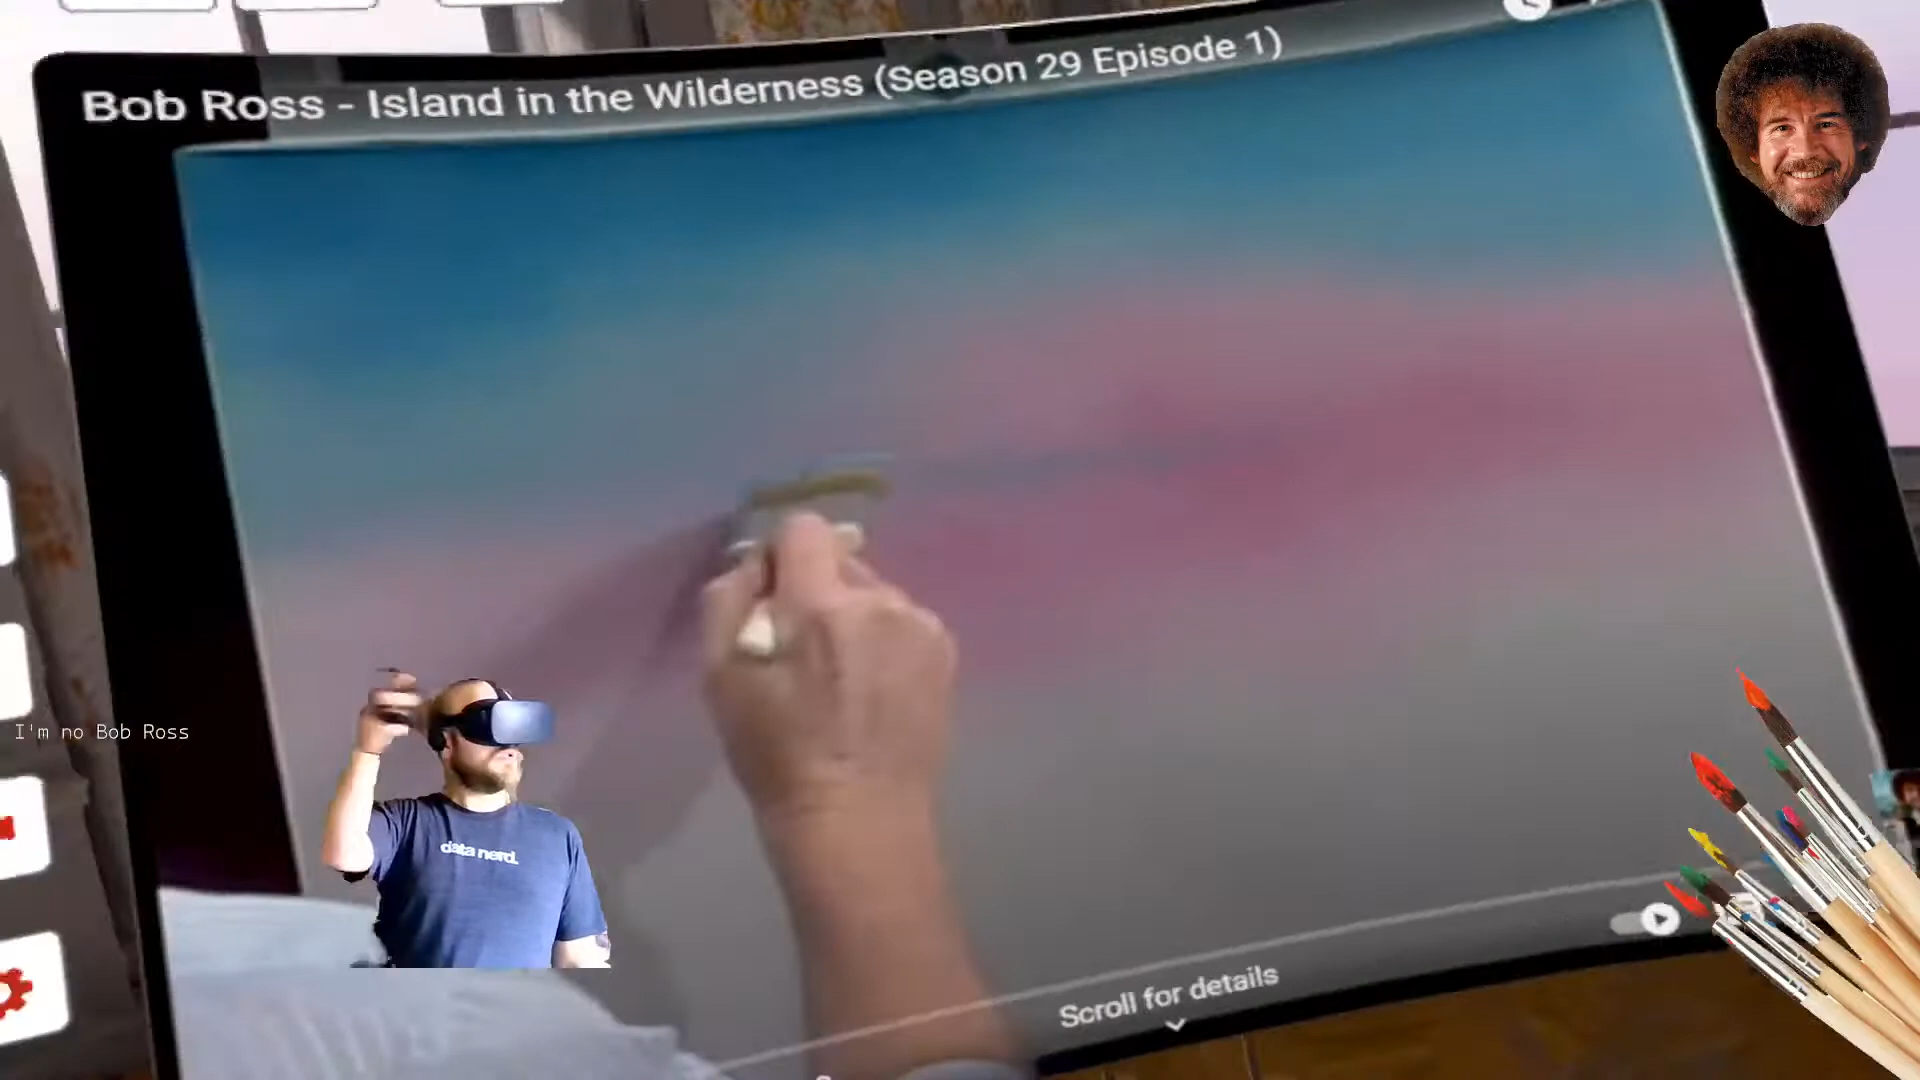 Bob Ross - Island in the Wilderness (Season 29 Episode 1)
I'm no Bob Ross
data nerd.
Scroll for details